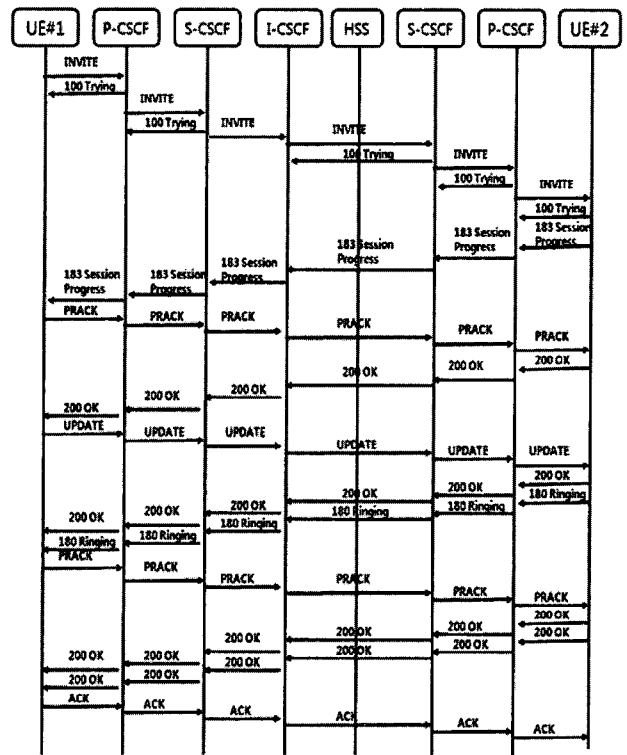 UE#1 P-CSCF S-CSCF I-CSCF HSS S-CSCF P-CSCF UE#2
INVITE
100 Trying
INVITE
100 Trying
INVITE
INVITE
100 Trying
INVITE
100 Trying
INVITE
100 Trying
183 Session
Progress
183 Session
Progress
183 Session
Progress
183 Session
Progress
183 Session
Progress
183 Session
Progress
PRACK
PRACK
PRACK
PRACK
PRACK
PRACK
200 OK
200 OK
200 OK
200 OK
200 OK
200 OK
UPDATE
UPDATE
UPDATE
UPDATE
UPDATE
UPDATE
200 OK
200 OK
180 Ringing
200 OK
180 Ringing
200 OK
180 Ringing
200 OK
180 Ringing
200 OK
180 Ringing
180 Ringing
PRACK
PRACK
PRACK
PRACK
PRACK
PRACK
200 OK
200 OK
200 OK
200 OK
200 OK
200 OK
200 OK
200 OK
200 OK
200 OK
200 OK
200 OK
ACK
ACK
ACK
ACK
ACK
ACK